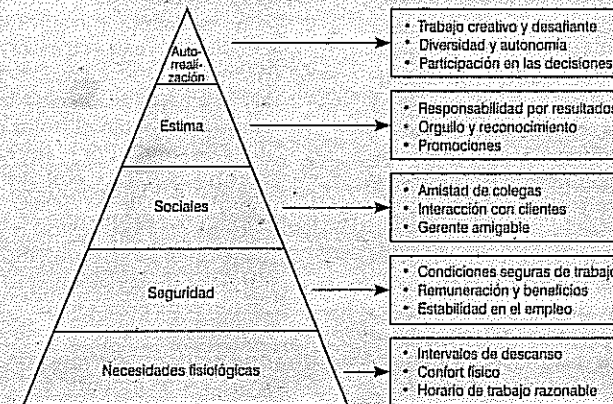 Auto-
rreali-
zación
• Trabajo creativo y desafiante
• Diversidad y autonomía
• Participación en las decisiones
Estima
• Responsabilidad por resultados
• Orgullo y reconocimiento
• Promociones
Sociales
• Amistad de colegas
• Interacción con clientes
• Gerente amigable
Seguridad
• Condiciones seguras de trabajo
• Remuneración y beneficios
• Estabilidad en el empleo
Necesidades fisiológicas
• Intervalos de descanso
• Confort físico
• Horario de trabajo razonable